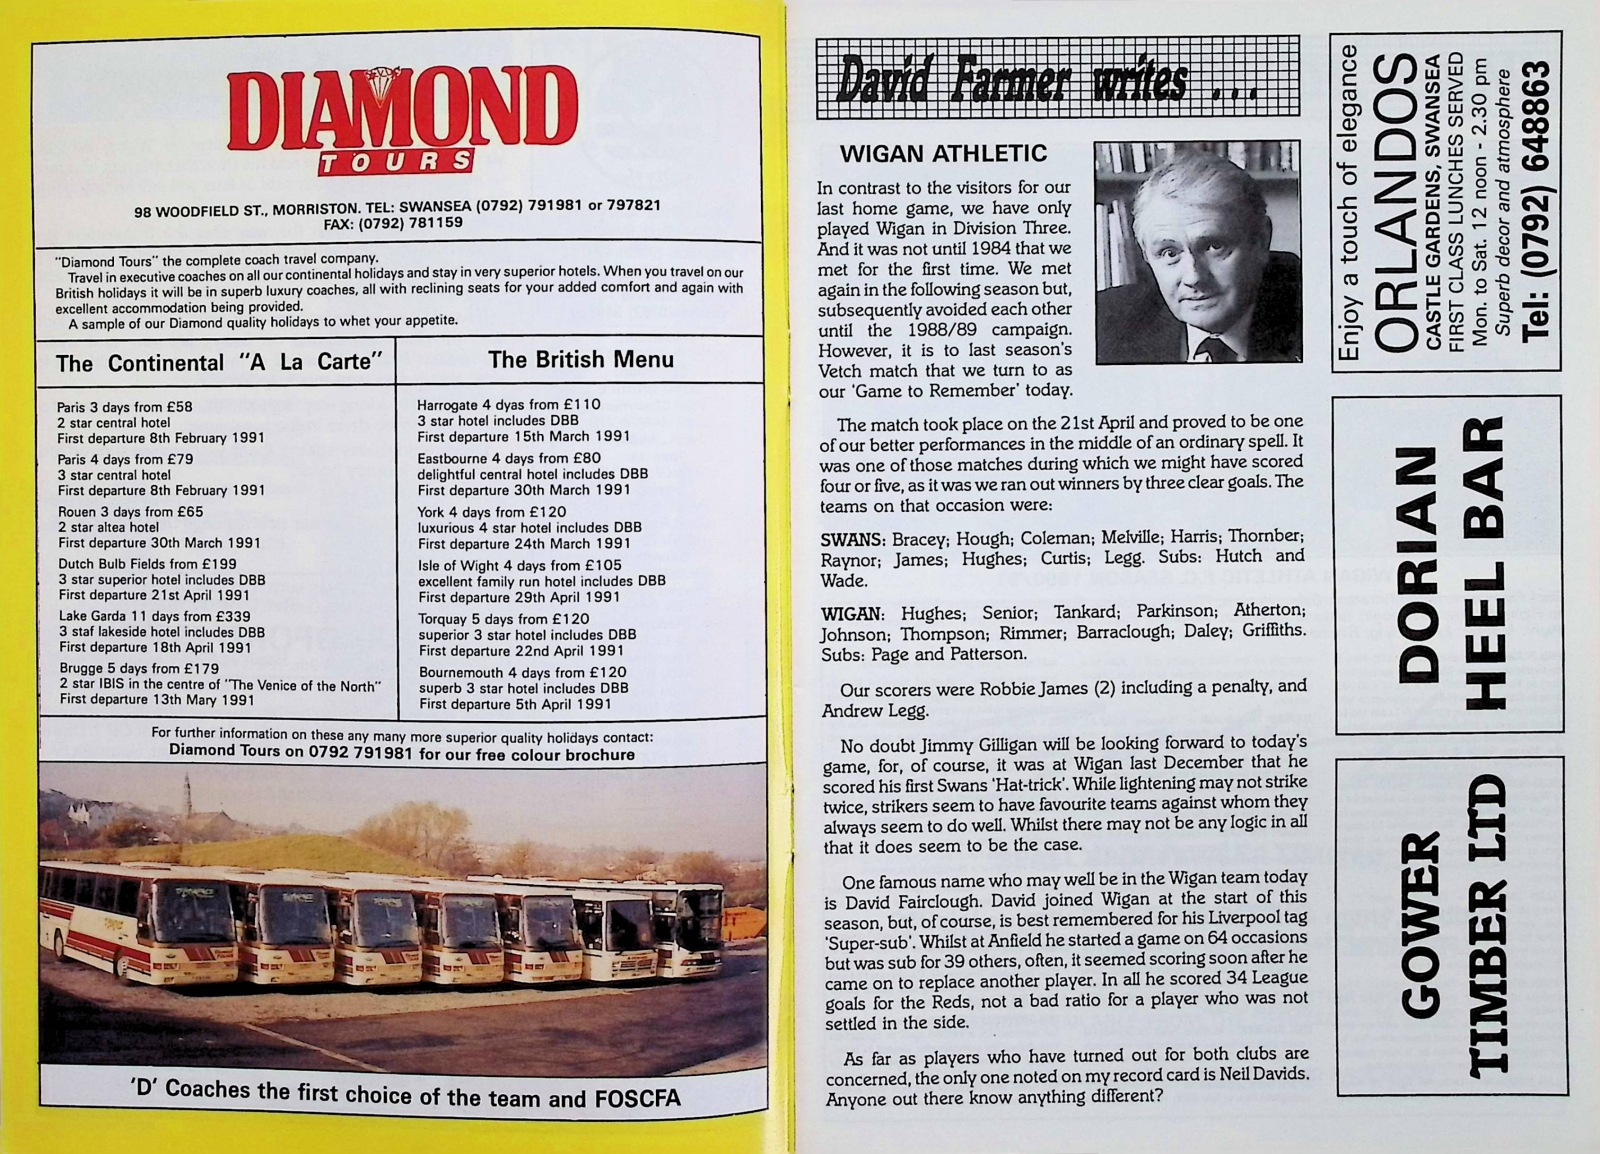 DIAMOND
TOURS
98 WOODFIELD ST., MORRISTON. TEL: SWANSEA (0792) 791981 or 797821
FAX: (0792) 781159
"Diamond Tours" the complete coach travel company.
Travel in executive coaches on all our continental holidays and stay in very superior hotels. When you travel on our
British holidays it will be in superb luxury coaches, all with reclining seats for your added comfort and again with
excellent accommodation being provided.
A sample of our Diamond quality holidays to whet your appetite.
The Continental "A La Carte"
Paris 3 days from £58
2 star central hotel
First departure 8th February 1991
Paris 4 days from £79
3 star central hotel
First departure 8th February 1991
Rouen 3 days from £65
2 star altea hotel
First departure 30th March 1991
Dutch Bulb Fields from £199
3 star superior hotel includes DBB
First departure 21st April 1991
Lake Garda 11 days from £339
3 staf lakeside hotel includes DBB
First departure 18th April 1991
Brugge 5 days from £179
2 star IBIS in the centre of "The Venice of the North"
First departure 13th Mary 1991
The British Menu
Harrogate 4 dyas from £110
3 star hotel includes DBB
First departure 15th March 1991
Eastbourne 4 days from £80
delightful central hotel includes DBB
First departure 30th March 1991
York 4 days from £120
luxurious 4 star hotel includes DBB
First departure 24th March 1991
Isle of Wight 4 days from £105
excellent family run hotel includes DBB
First departure 29th April 1991
Torquay 5 days from £120
superior 3 star hotel includes DBB
First departure 22nd April 1991
Bournemouth 4 days from £120
superb 3 star hotel includes DBB
First departure 5th April 1991
For further information on these any many more superior quality holidays contact:
Diamond Tours on 0792 791981 for our free colour brochure
'D' Coaches the first choice of the team and FOSCFA
David Farmer writes ...
WIGAN ATHLETIC
In contrast to the visitors for our
last home game, we have only
played Wigan in Division Three.
And it was not until 1984 that we
met for the first time. We met
again in the following season but,
subsequently avoided each other
until the 1988/89 campaign.
However, it is to last season's
Vetch match that we turn to as
our 'Game to Remember' today.
The match took place on the 21st April and proved to be one
of our better performances in the middle of an ordinary spell. It
was one of those matches during which we might have scored
four or five, as it was we ran out winners by three clear goals. The
teams on that occasion were:
SWANS: Bracey; Hough; Coleman; Melville; Harris; Thornber;
Raynor; James; Hughes; Curtis; Legg. Subs: Hutch and
Wade.
WIGAN: Hughes; Senior; Tankard; Parkinson; Atherton;
Johnson; Thompson; Rimmer; Barraclough; Daley; Griffiths.
Subs: Page and Patterson.
Our scorers were Robbie James (2) including a penalty, and
Andrew Legg.
No doubt Jimmy Gilligan will be looking forward to today's
game, for, of course, it was at Wigan last December that he
scored his first Swans 'Hat-trick'. While lightening may not strike
twice, strikers seem to have favourite teams against whom they
always seem to do well. Whilst there may not be any logic in all
that it does seem to be the case.
One famous name who may well be in the Wigan team today
is David Fairclough. David joined Wigan at the start of this
season, but, of course, is best remembered for his Liverpool tag
'Super-sub'. Whilst at Anfield he started a game on 64 occasions
but was sub for 39 others, often, it seemed scoring soon after he
came on to replace another player. In all he scored 34 League
goals for the Reds, not a bad ratio for a player who was not
settled in the side.
As far as players who have turned out for both clubs are
concerned, the only one noted on my record card is Neil Davids.
Anyone out there know anything different?
Enjoy a touch of elegance
ORLANDOS
CASTLE GARDENS, SWANSEA
FIRST CLASS LUNCHES SERVED
Mon. to Sat. 12 noon - 2.30 pm
Superb decor and atmosphere
Tel: (0792) 648863
DORIAN
HEEL BAR
GOWER
TIMBER LTD